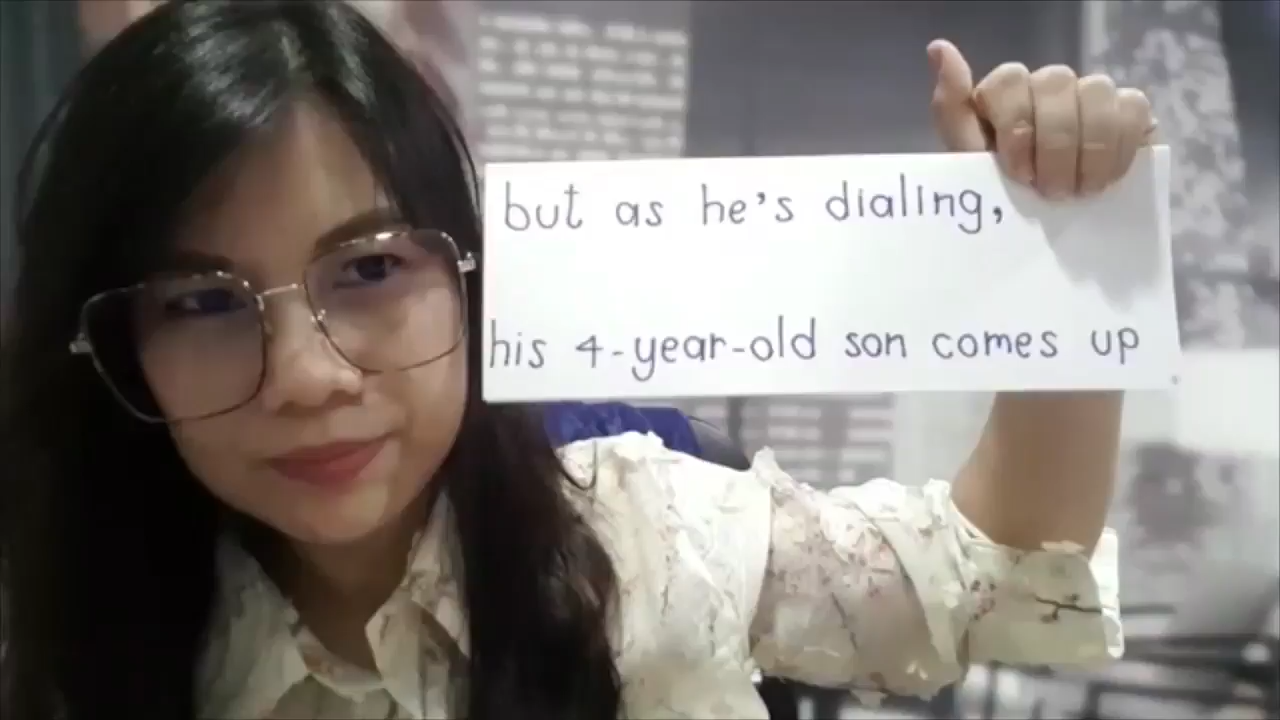 but as he's dialing,
his 4-year-old son comes up